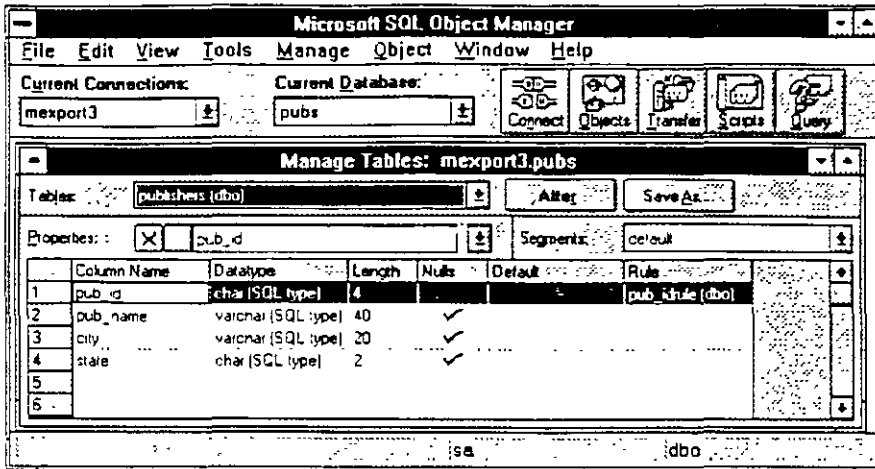 Microsoft SQL Object Manager
File Edit View Tools Manage Object Window Help
Current Connections: Current Database:
mexport3 pubs
Connect Objects Transfer Scripts Query
Manage Tables: mexport3.pubs
Tables publishers (dbo) Alter Save As...
Properties: pub_id Segments: default
Column Name Datatype Length Nulls Default Rule
1 pub_id char (SQL type) 4 pub_idrule (dbo)
2 pub_name varchar (SQL type) 40 ✓
3 city varchar (SQL type) 20 ✓
4 state char (SQL type) 2 ✓
5
6
sa dbo